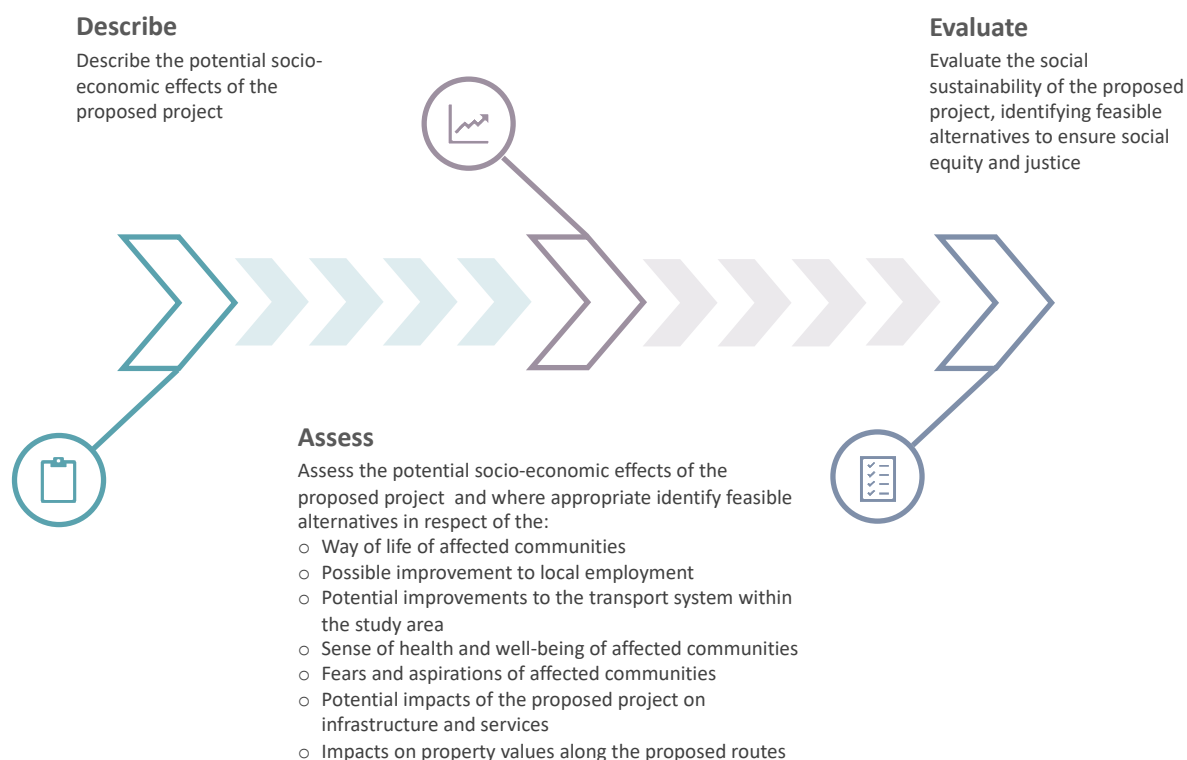 Describe
Describe the potential socio-
economic effects of the
proposed project
Evaluate
Evaluate the social
sustainability of the proposed
project, identifying feasible
alternatives to ensure social
equity and justice
Assess
Assess the potential socio-economic effects of the
proposed project  and where appropriate identify feasible
alternatives in respect of the:
○ Way of life of affected communities
○ Possible improvement to local employment
○ Potential improvements to the transport system within
the study area
○ Sense of health and well-being of affected communities
○ Fears and aspirations of affected communities
○ Potential impacts of the proposed project on
infrastructure and services
○ Impacts on property values along the proposed routes